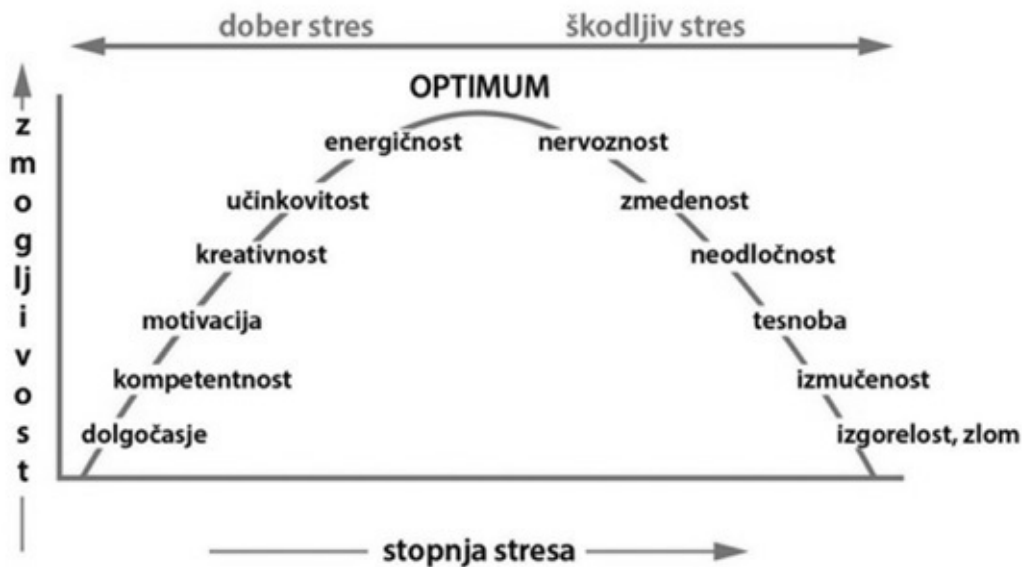 dober stres škodljiv stres
OPTIMUM
zmogljivost
energičnost nervoznost
učinkovitost zmedenost
kreativnost neodločnost
motivacija tesnoba
kompetentnost izmučenost
dolgočasje izgorelost, zlom
stopnja stresa